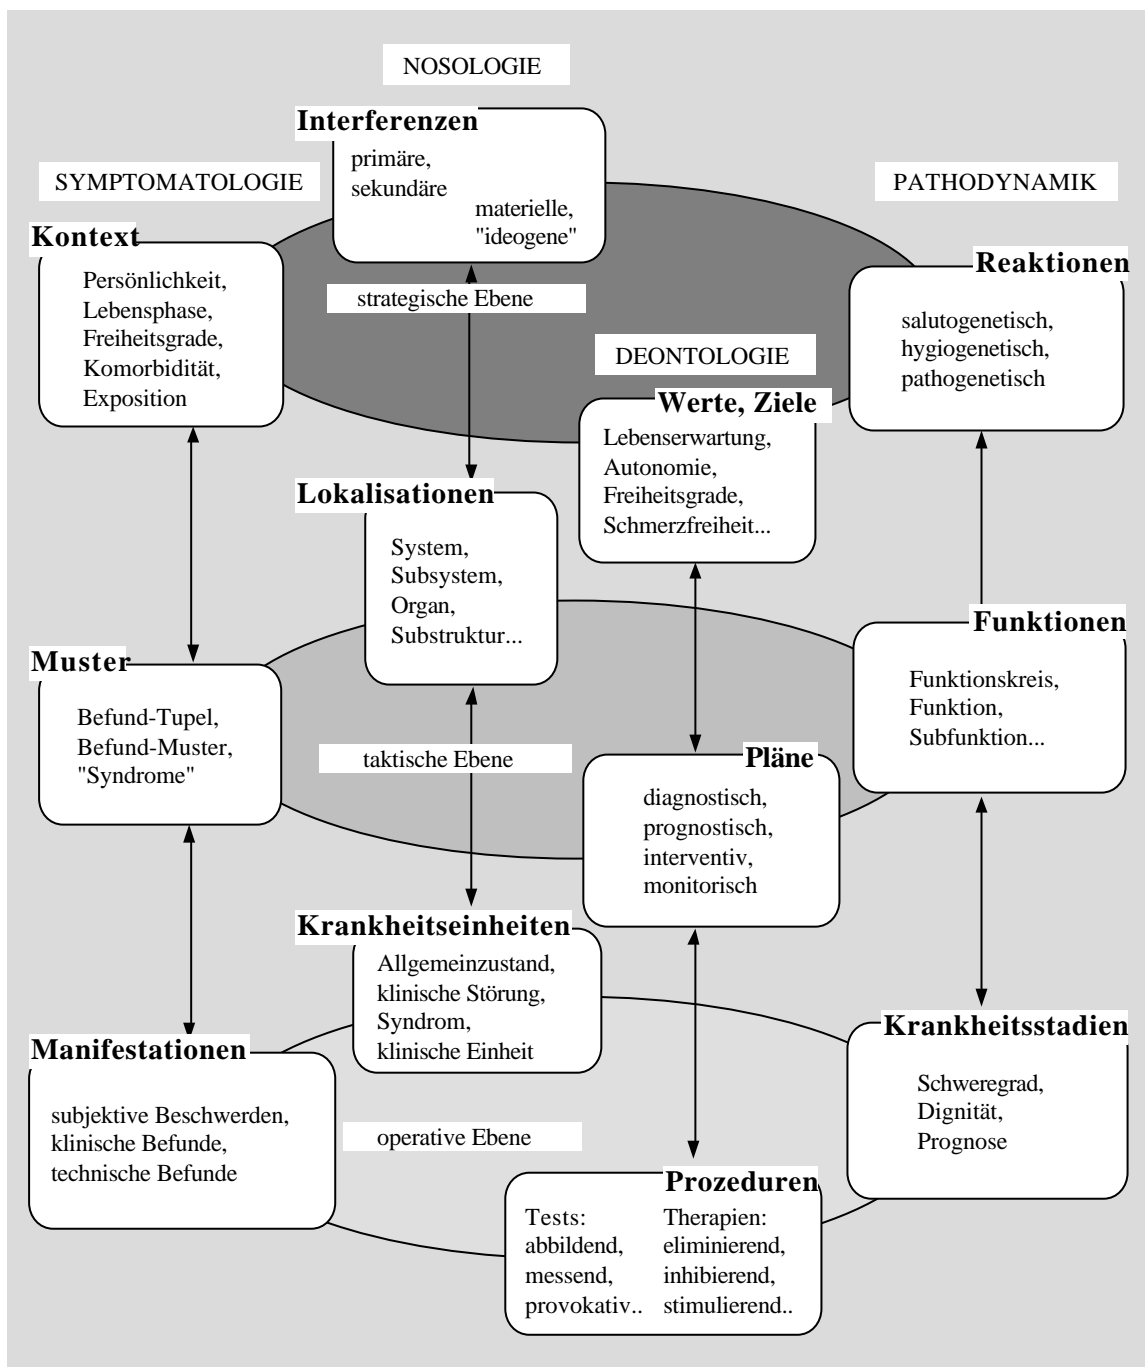 NOSOLOGIE
Interferenzen
primäre,
sekundäre
materielle,
"ideogene"
SYMPTOMATOLOGIE
PATHODYNAMIK
Kontext
Persönlichkeit,
Lebensphase,
Freiheitsgrade,
Komorbidität,
Exposition
Reaktionen
salutogenetisch,
hygiogenetisch,
pathogenetisch
strategische Ebene
DEONTOLOGIE
Werte, Ziele
Lebenserwartung,
Autonomie,
Freiheitsgrade,
Schmerzfreiheit...
Lokalisationen
System,
Subsystem,
Organ,
Substruktur...
Funktionen
Funktionskreis,
Funktion,
Subfunktion...
Muster
Befund-Tupel,
Befund-Muster,
"Syndrome"
taktische Ebene
Pläne
diagnostisch,
prognostisch,
interventiv,
monitorisch
Krankheitseinheiten
Allgemeinzustand,
klinische Störung,
Syndrom,
klinische Einheit
Krankheitsstadien
Schweregrad,
Dignität,
Prognose
Manifestationen
subjektive Beschwerden,
klinische Befunde,
technische Befunde
operative Ebene
Prozeduren
Tests:
abbildend,
messend,
provokativ..
Therapien:
eliminierend,
inhibierend,
stimulierend..